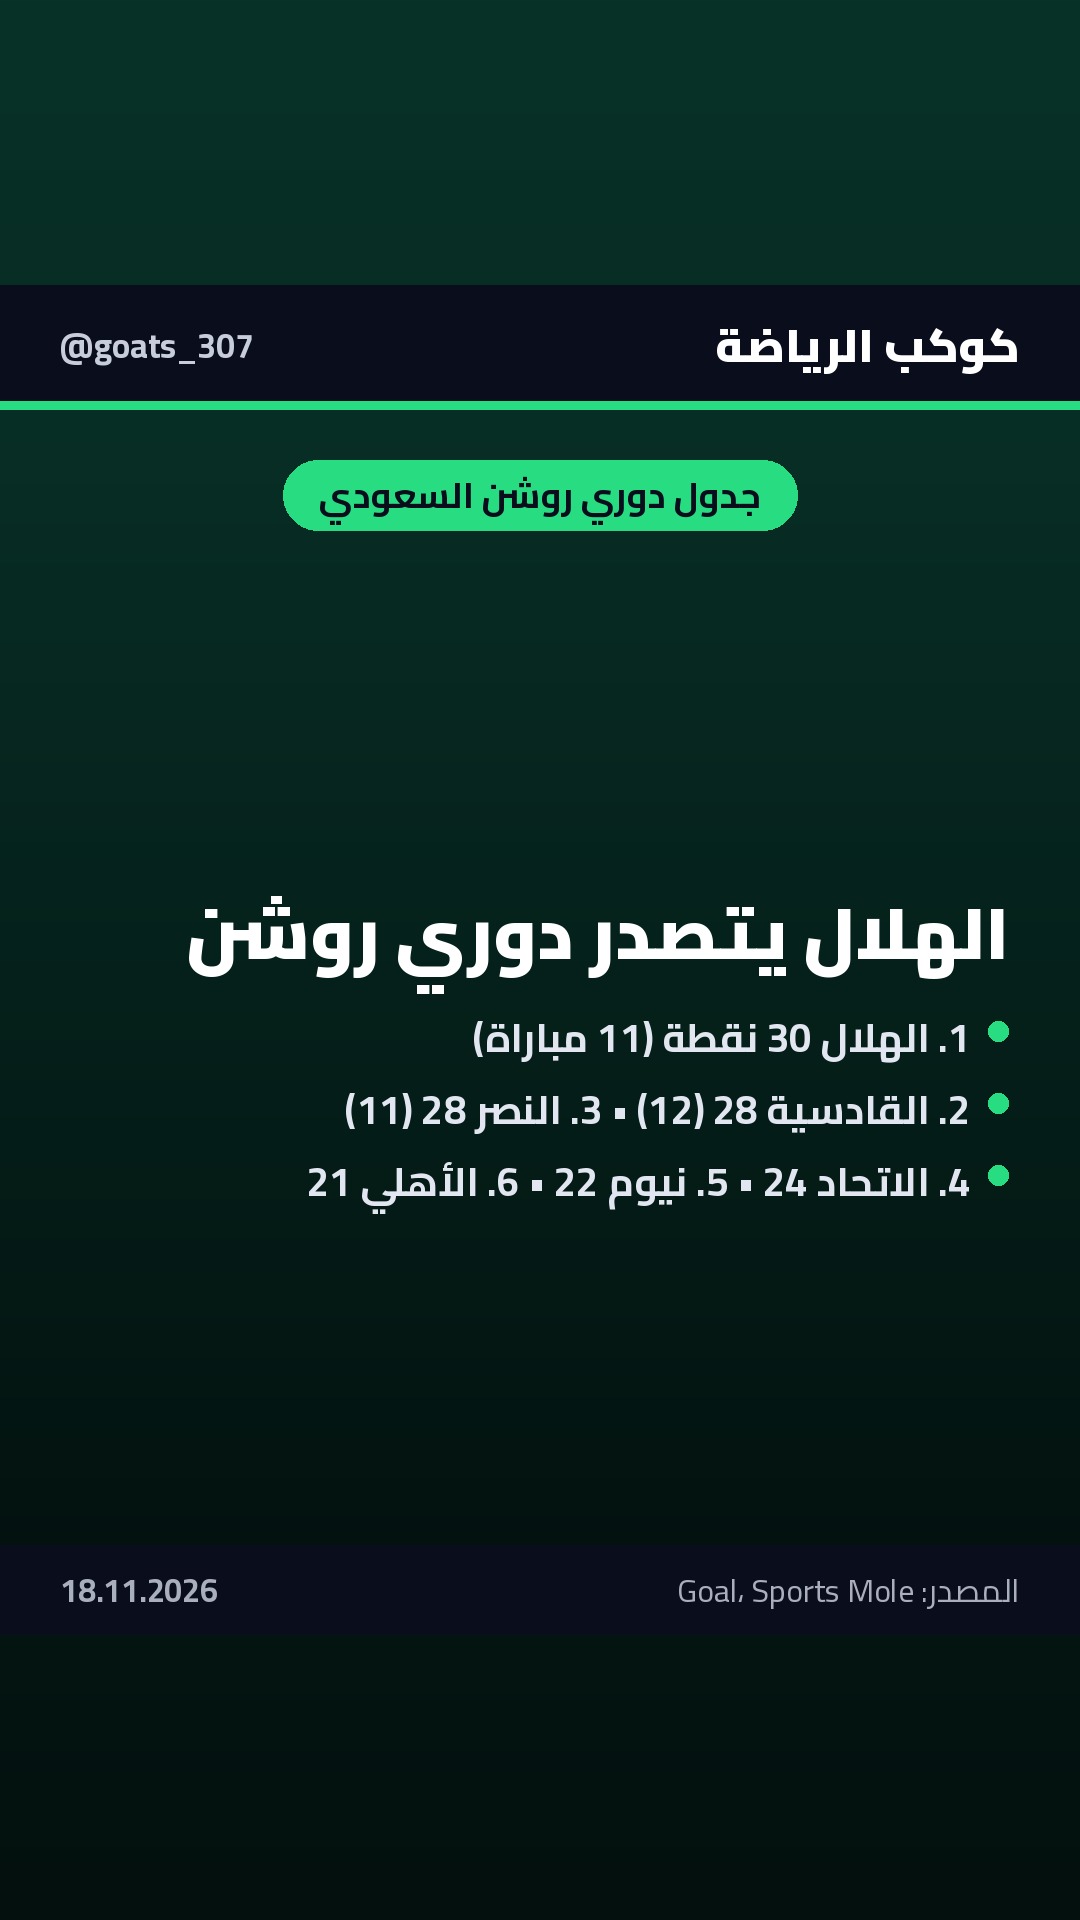 كوكب الرياضة
@goats_307
جدول دوري روشن السعودي
الهلال يتصدر دوري روشن
1. الهلال 30 نقطة (11 مباراة)
2. القادسية 28 (12) ▪ 3. النصر 28 (11)
4. الاتحاد 24 ▪ 5. نيوم 22 ▪ 6. الأهلي 21
المصدر: Goal، Sports Mole
18.11.2026